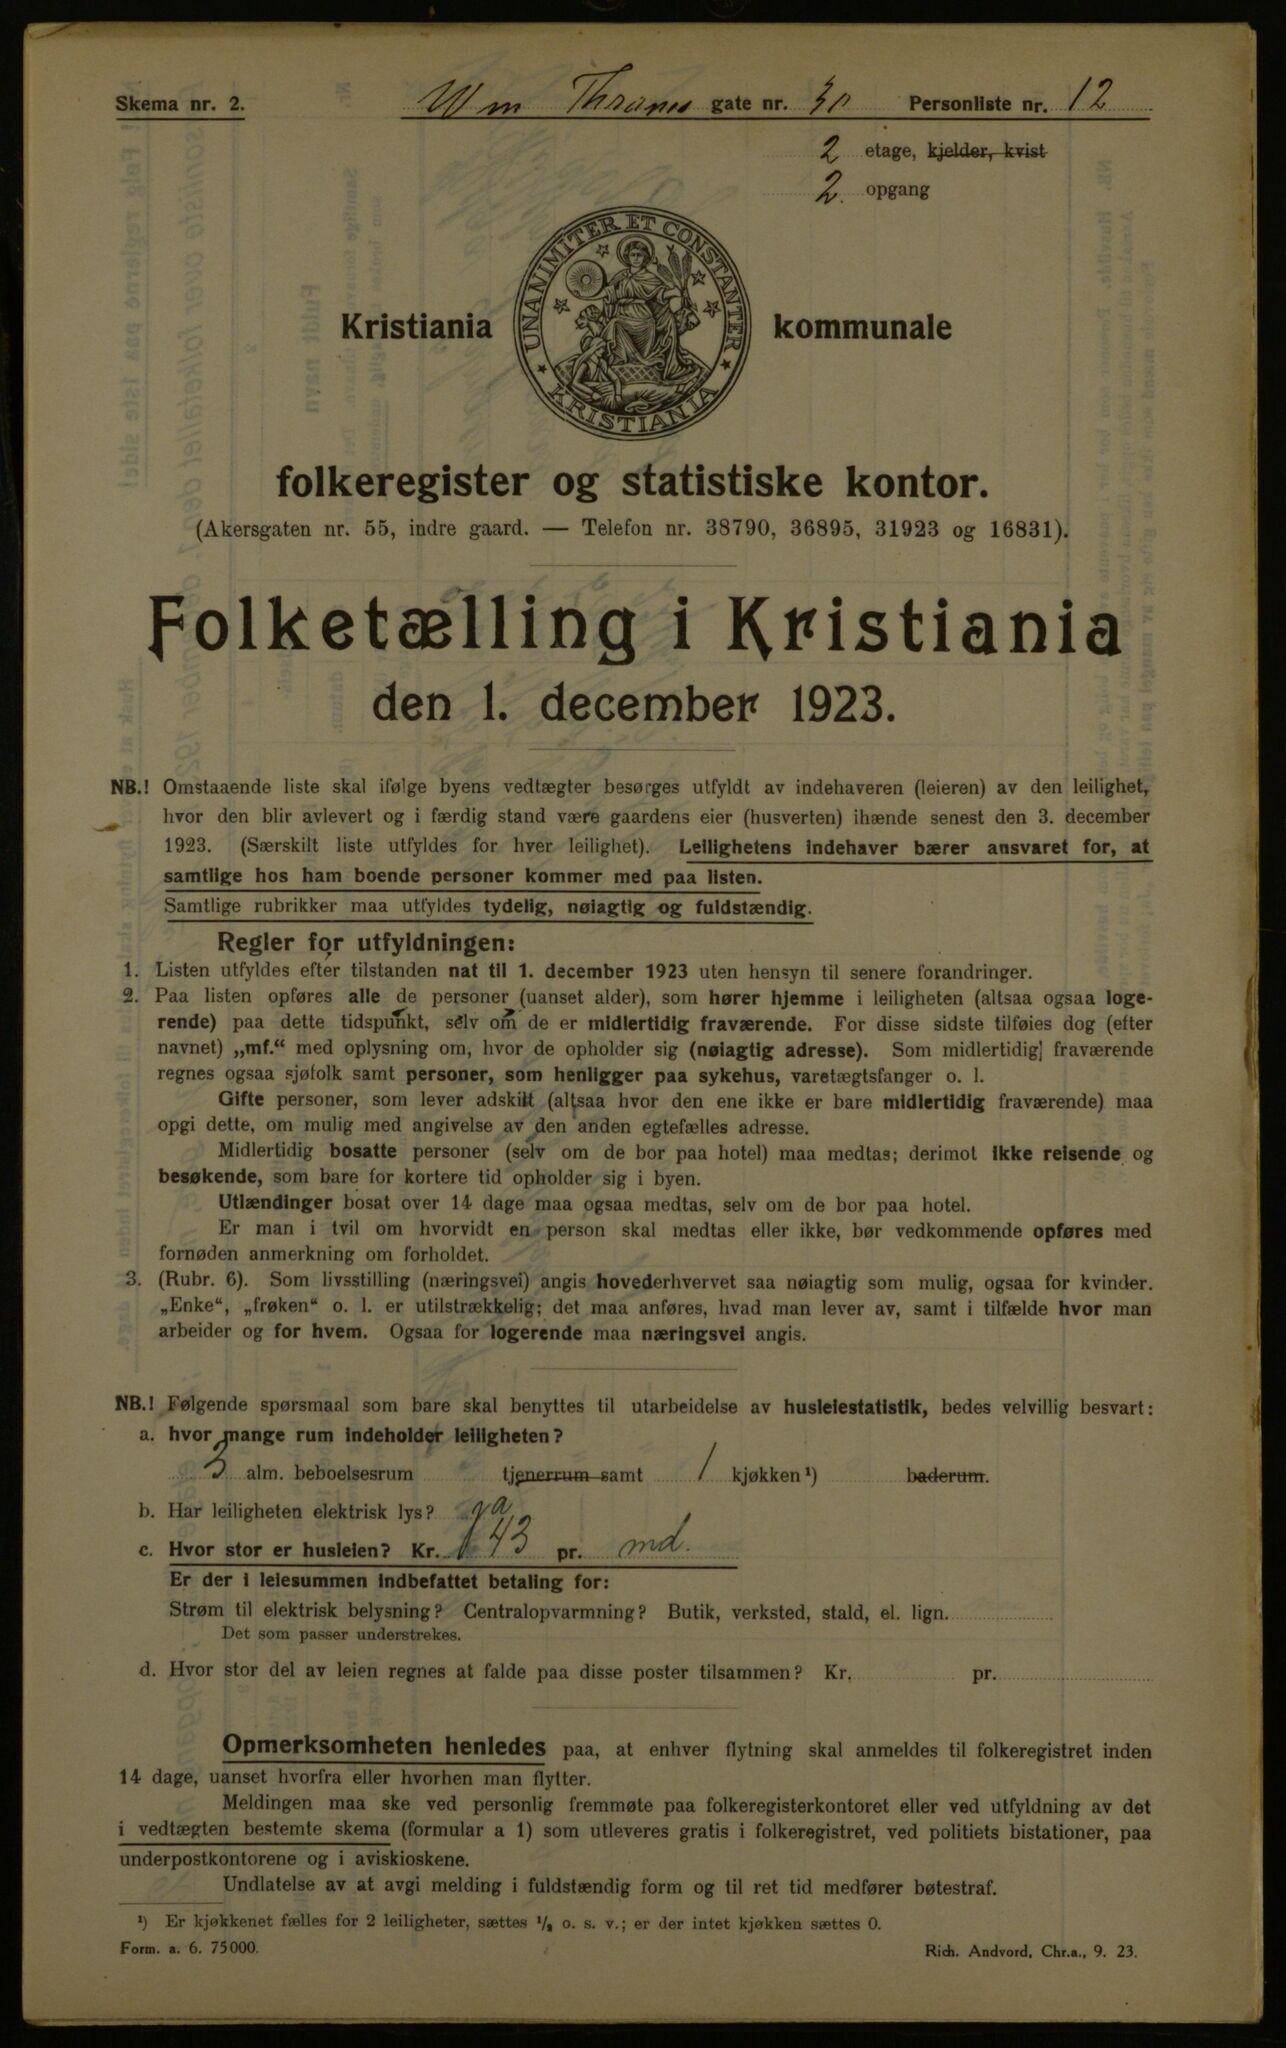 Skema nr. 2. Wm Thranes gate nr. 30 Personliste nr. 12
2 etage, kjelder, kvist
2. opgang
UNANIMITER ET CONSTANTER
KRISTIANIA
Kristiania kommunale
folkeregister og statistiske kontor.
(Akersgaten nr. 55, indre gaard. — Telefon nr. 38790, 36895, 31923 og 16831).
Folketælling i Kristiania
den 1. december 1923.
NB.! Omstaaende liste skal ifølge byens vedtægter besørges utfyldt av indehaveren (leieren) av den leilighet,
hvor den blir avlevert og i færdig stand være gaardens eier (husverten) ihænde senest den 3. december
1923. (Særskilt liste utfyldes for hver leilighet). Leilighetens indehaver bærer ansvaret for, at
samtlige hos ham boende personer kommer med paa listen.
Samtlige rubrikker maa utfyldes tydelig, nøiagtig og fuldstændig.
Regler for utfyldningen:
1. Listen utfyldes efter tilstanden nat til 1. december 1923 uten hensyn til senere forandringer.
2. Paa listen opføres alle de personer (uanset alder), som hører hjemme i leiligheten (altsaa ogsaa loge-
rende) paa dette tidspunkt, selv om de er midlertidig fraværende. For disse sidste tilføies dog (efter
navnet) „mf.“ med oplysning om, hvor de opholder sig (nøiagtig adresse). Som midlertidig fraværende
regnes ogsaa sjøfolk samt personer, som henligger paa sykehus, varetægtsfanger o. l.
Gifte personer, som lever adskilt (altsaa hvor den ene ikke er bare midlertidig fraværende) maa
opgi dette, om mulig med angivelse av den anden egtefælles adresse.
Midlertidig bosatte personer (selv om de bor paa hotel) maa medtas; derimot ikke reisende og
besøkende, som bare for kortere tid opholder sig i byen.
Utlændinger bosat over 14 dage maa ogsaa medtas, selv om de bor paa hotel.
Er man i tvil om hvorvidt en person skal medtas eller ikke, bør vedkommende opføres med
fornøden anmerkning om forholdet.
3. (Rubr. 6). Som livsstilling (næringsvei) angis hovederhvervet saa nøiagtig som mulig, ogsaa for kvinder.
„Enke“, „frøken“ o. l. er utilstrækkelig; det maa anføres, hvad man lever av, samt i tilfælde hvor man
arbeider og for hvem. Ogsaa for logerende maa næringsvei angis.
NB.! Følgende spørsmaal som bare skal benyttes til utarbeidelse av husleiestatistik, bedes velvillig besvart:
a. hvor mange rum indeholder leiligheten?
3 alm. beboelsesrum tjenerrum samt 1 kjøkken ¹) baderum.
b. Har leiligheten elektrisk lys? ja
c. Hvor stor er husleien? Kr. 43 pr. md.
Er der i leiesummen indbefattet betaling for:
Strøm til elektrisk belysning? Centralopvarmning? Butik, verksted, stald, el. lign.
Det som passer understrekes.
d. Hvor stor del av leien regnes at falde paa disse poster tilsammen? Kr. pr.
Opmerksomheten henledes paa, at enhver flytning skal anmeldes til folkeregistret inden
14 dage, uanset hvorfra eller hvorhen man flytter.
Meldingen maa ske ved personlig fremmøte paa folkeregisterkontoret eller ved utfyldning av det
i vedtægten bestemte skema (formular a 1) som utleveres gratis i folkeregistret, ved politiets bistationer, paa
underpostkontorene og i aviskioskene.
Undlatelse av at avgi melding i fuldstændig form og til ret tid medfører bøtestraf.
¹) Er kjøkkenet fælles for 2 leiligheter, sættes ½ o. s. v.; er der intet kjøkken sættes 0.
Form. a. 6. 75000. Rich. Andvord, Chr.a., 9. 23.